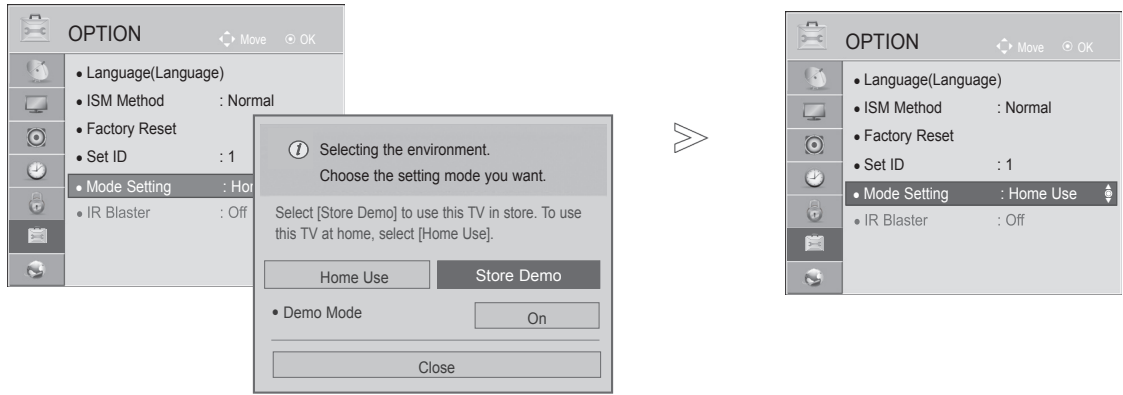 OPTION
Move OK
• Language(Language)
• ISM Method : Normal
• Factory Reset
• Set ID : 1
• Mode Setting : Hor
• IR Blaster : Off
Selecting the environment.
Choose the setting mode you want.
Select [Store Demo] to use this TV in store. To use
this TV at home, select [Home Use].
Home Use Store Demo
• Demo Mode On
Close
OPTION
Move OK
• Language(Language)
• ISM Method : Normal
• Factory Reset
• Set ID : 1
• Mode Setting : Home Use
• IR Blaster : Off